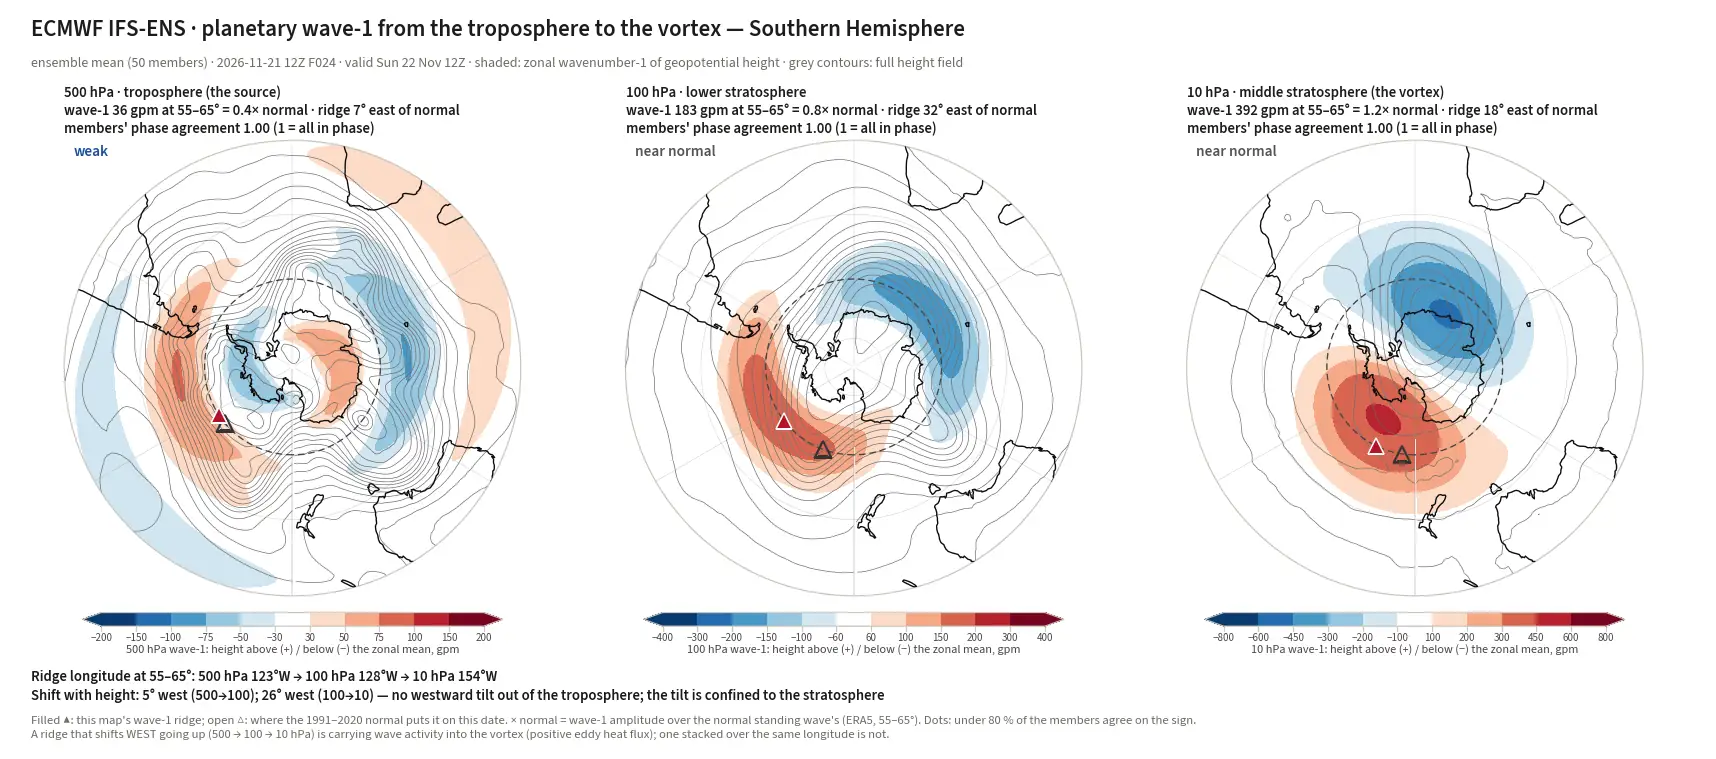 ECMWF IFS-ENS · planetary wave-1 from the troposphere to the vortex — Southern Hemisphere
ensemble mean (50 members) · 2026-11-21 12Z F024 · valid Sun 22 Nov 12Z · shaded: zonal wavenumber-1 of geopotential height · grey contours: full height field
500 hPa · troposphere (the source)
wave-1 36 gpm at 55–65° = 0.4× normal · ridge 7° east of normal
members' phase agreement 1.00 (1 = all in phase)
weak
100 hPa · lower stratosphere
wave-1 183 gpm at 55–65° = 0.8× normal · ridge 32° east of normal
members' phase agreement 1.00 (1 = all in phase)
near normal
10 hPa · middle stratosphere (the vortex)
wave-1 392 gpm at 55–65° = 1.2× normal · ridge 18° east of normal
members' phase agreement 1.00 (1 = all in phase)
near normal
−200 −150 −100 −75 −50 −30 30 50 75 100 150 200
500 hPa wave-1: height above (+) / below (−) the zonal mean, gpm
−400 −300 −200 −150 −100 −60 60 100 150 200 300 400
100 hPa wave-1: height above (+) / below (−) the zonal mean, gpm
−800 −600 −450 −300 −200 −100 100 200 300 450 600 800
10 hPa wave-1: height above (+) / below (−) the zonal mean, gpm
Ridge longitude at 55–65°: 500 hPa 123°W → 100 hPa 128°W → 10 hPa 154°W
Shift with height: 5° west (500→100); 26° west (100→10) — no westward tilt out of the troposphere; the tilt is confined to the stratosphere
Filled ▲: this map's wave-1 ridge; open △: where the 1991–2020 normal puts it on this date. × normal = wave-1 amplitude over the normal standing wave's (ERA5, 55–65°). Dots: under 80 % of the members agree on the sign.
A ridge that shifts WEST going up (500 → 100 → 10 hPa) is carrying wave activity into the vortex (positive eddy heat flux); one stacked over the same longitude is not.